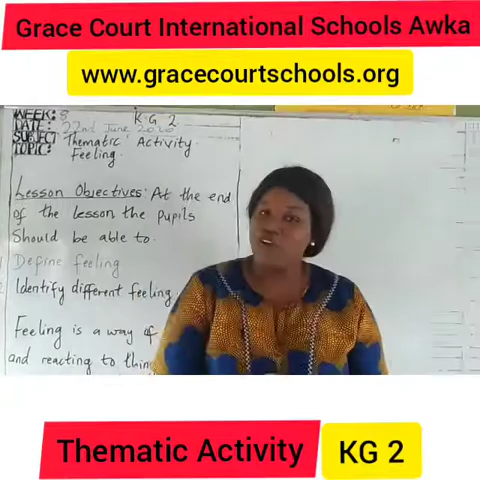 Grace Court International Schools Awka
www.gracecourtschools.org
WEEK: 8 KG 2
DATE: 22nd June 2020
SUBJECT Thematic Activity
TOPIC: Feeling.
Lesson Objectives: At the end
of the lesson the pupils
Should be able to.
Define feeling
Identify different feeling
Feeling is a way of
and reacting to thin
Thematic Activity KG 2